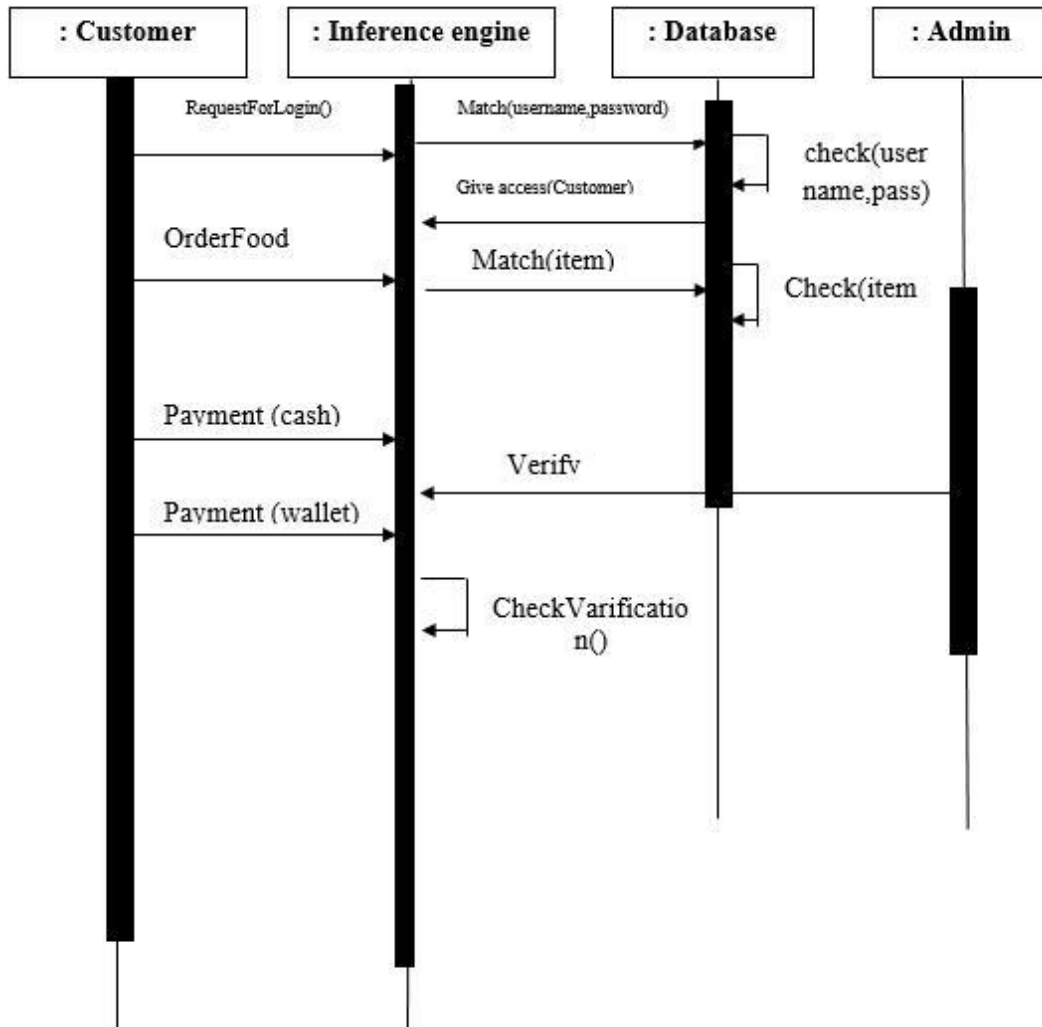 : Customer
: Inference engine
: Database
: Admin
RequestForLogin()
Match(username,password)
check(user
name,pass)
Give access(Customer)
OrderFood
Match(item)
Check(item
Payment (cash)
Verify
Payment (wallet)
CheckVarificatio
n()